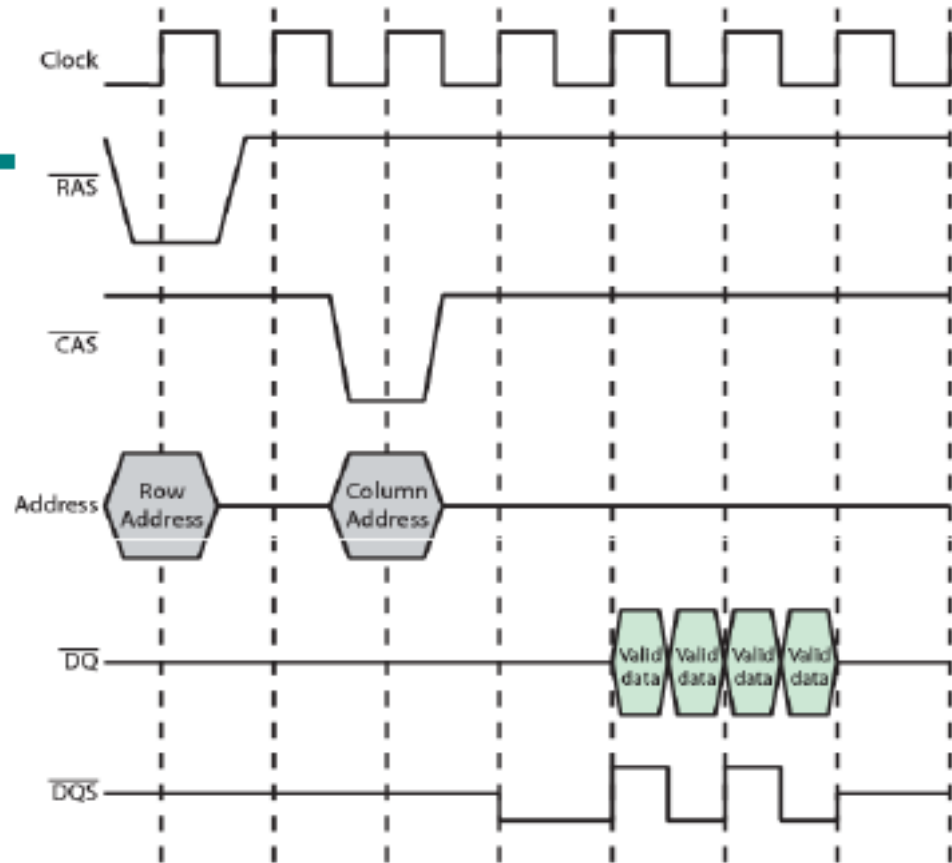 Clock
RAS
CAS
Address
Row
Address
Column
Address
DQ
Valid
data
Valid
data
Valid
data
Valid
data
DQS